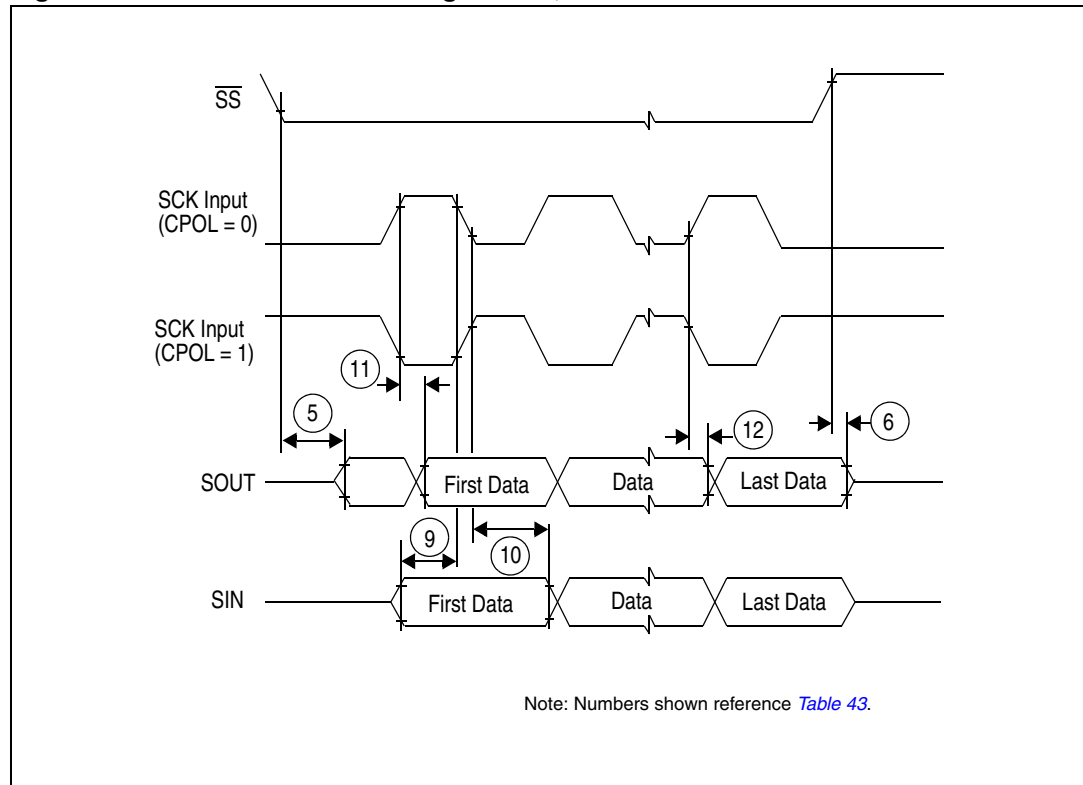 SS
SCK Input
(CPOL = 0)
SCK Input
(CPOL = 1)
11
5
12
6
SOUT
First Data
Data
Last Data
9
10
SIN
First Data
Data
Last Data
Note: Numbers shown reference Table 43.